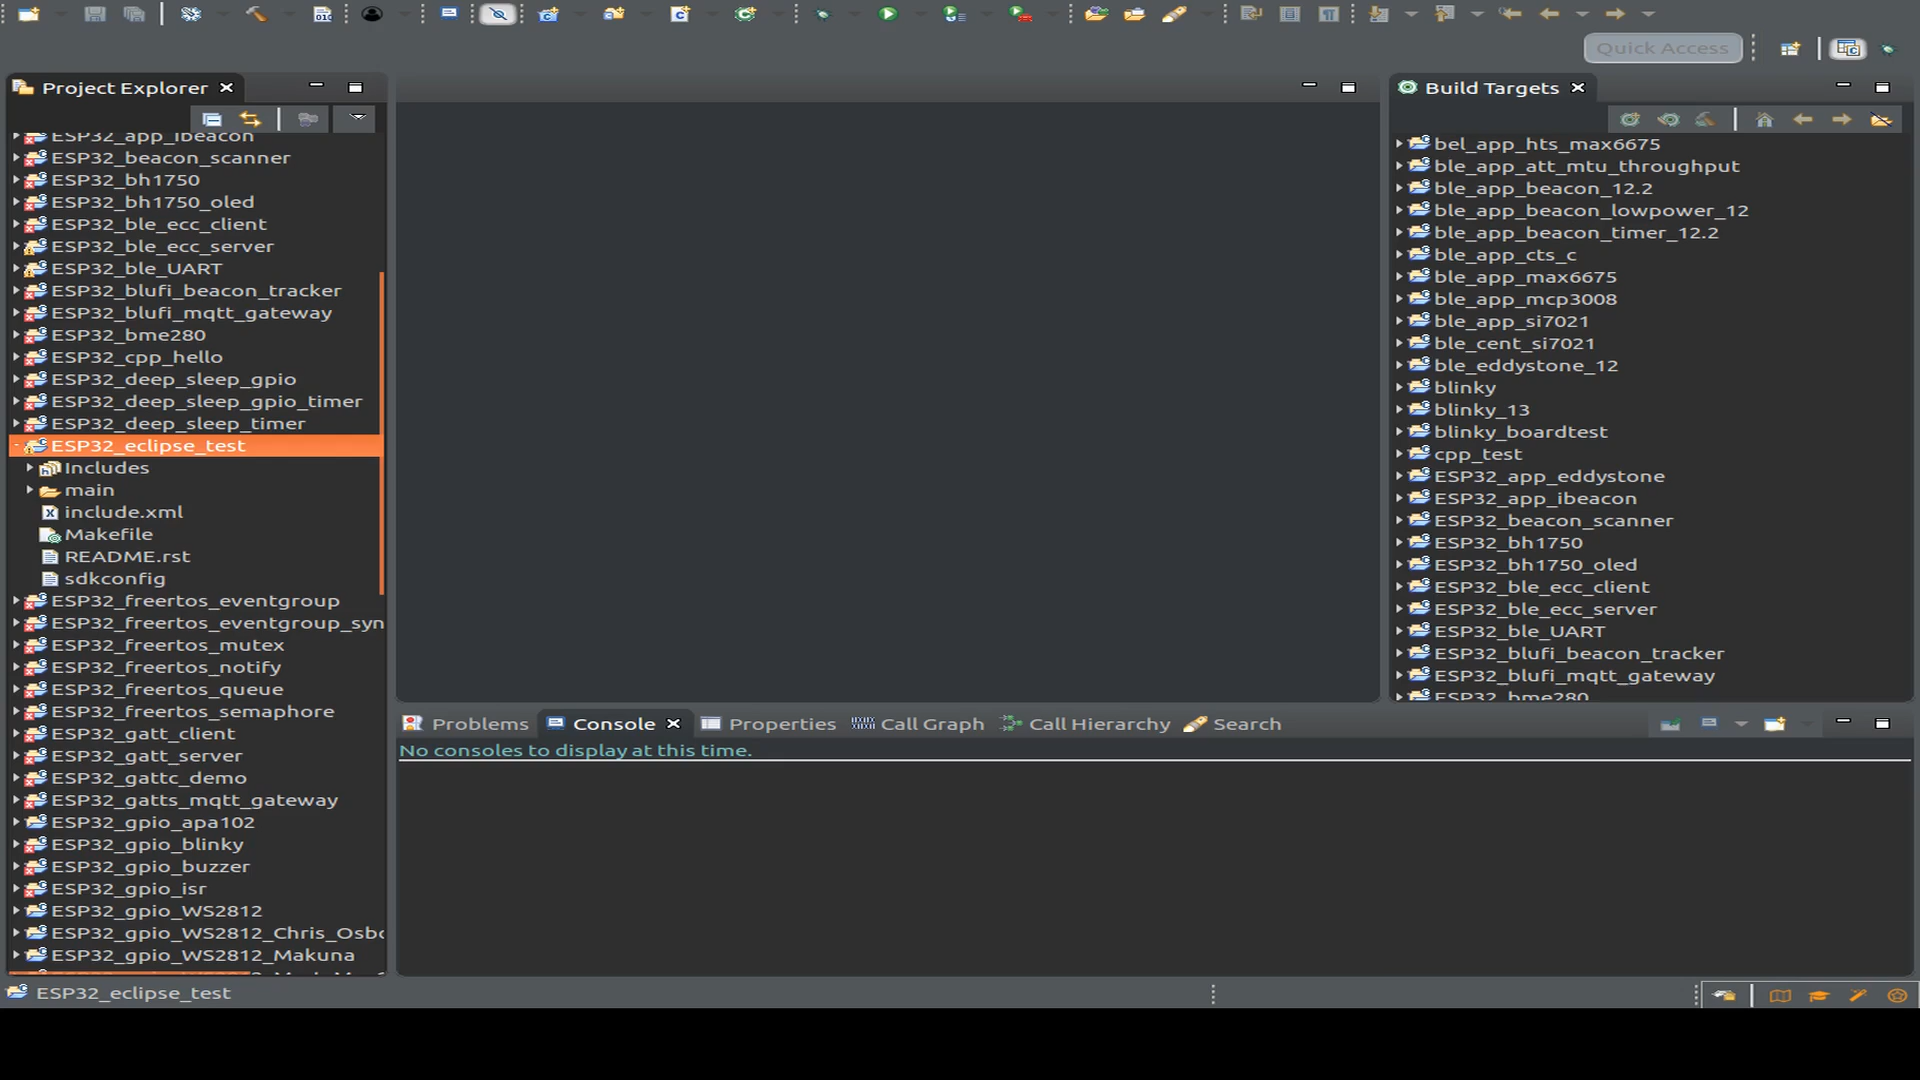 Quick Access
Project Explorer
ESP32_app_ibeacon
ESP32_beacon_scanner
ESP32_bh1750
ESP32_bh1750_oled
ESP32_ble_ecc_client
ESP32_ble_ecc_server
ESP32_ble_UART
ESP32_blufi_beacon_tracker
ESP32_blufi_mqtt_gateway
ESP32_bme280
ESP32_cpp_hello
ESP32_deep_sleep_gpio
ESP32_deep_sleep_gpio_timer
ESP32_deep_sleep_timer
ESP32_eclipse_test
Includes
main
include.xml
Makefile
README.rst
sdkconfig
ESP32_freertos_eventgroup
ESP32_freertos_eventgroup_syn
ESP32_freertos_mutex
ESP32_freertos_notify
ESP32_freertos_queue
ESP32_freertos_semaphore
ESP32_gatt_client
ESP32_gatt_server
ESP32_gattc_demo
ESP32_gatts_mqtt_gateway
ESP32_gpio_apa102
ESP32_gpio_blinky
ESP32_gpio_buzzer
ESP32_gpio_isr
ESP32_gpio_WS2812
ESP32_gpio_WS2812_Chris_Osbo
ESP32_gpio_WS2812_Makuna
Build Targets
bel_app_hts_max6675
ble_app_att_mtu_throughput
ble_app_beacon_12.2
ble_app_beacon_lowpower_12
ble_app_beacon_timer_12.2
ble_app_cts_c
ble_app_max6675
ble_app_mcp3008
ble_app_si7021
ble_cent_si7021
ble_eddystone_12
blinky
blinky_13
blinky_boardtest
cpp_test
ESP32_app_eddystone
ESP32_app_ibeacon
ESP32_beacon_scanner
ESP32_bh1750
ESP32_bh1750_oled
ESP32_ble_ecc_client
ESP32_ble_ecc_server
ESP32_ble_UART
ESP32_blufi_beacon_tracker
ESP32_blufi_mqtt_gateway
ESP32_bme280
Problems Console Properties Call Graph Call Hierarchy Search
No consoles to display at this time.
ESP32_eclipse_test